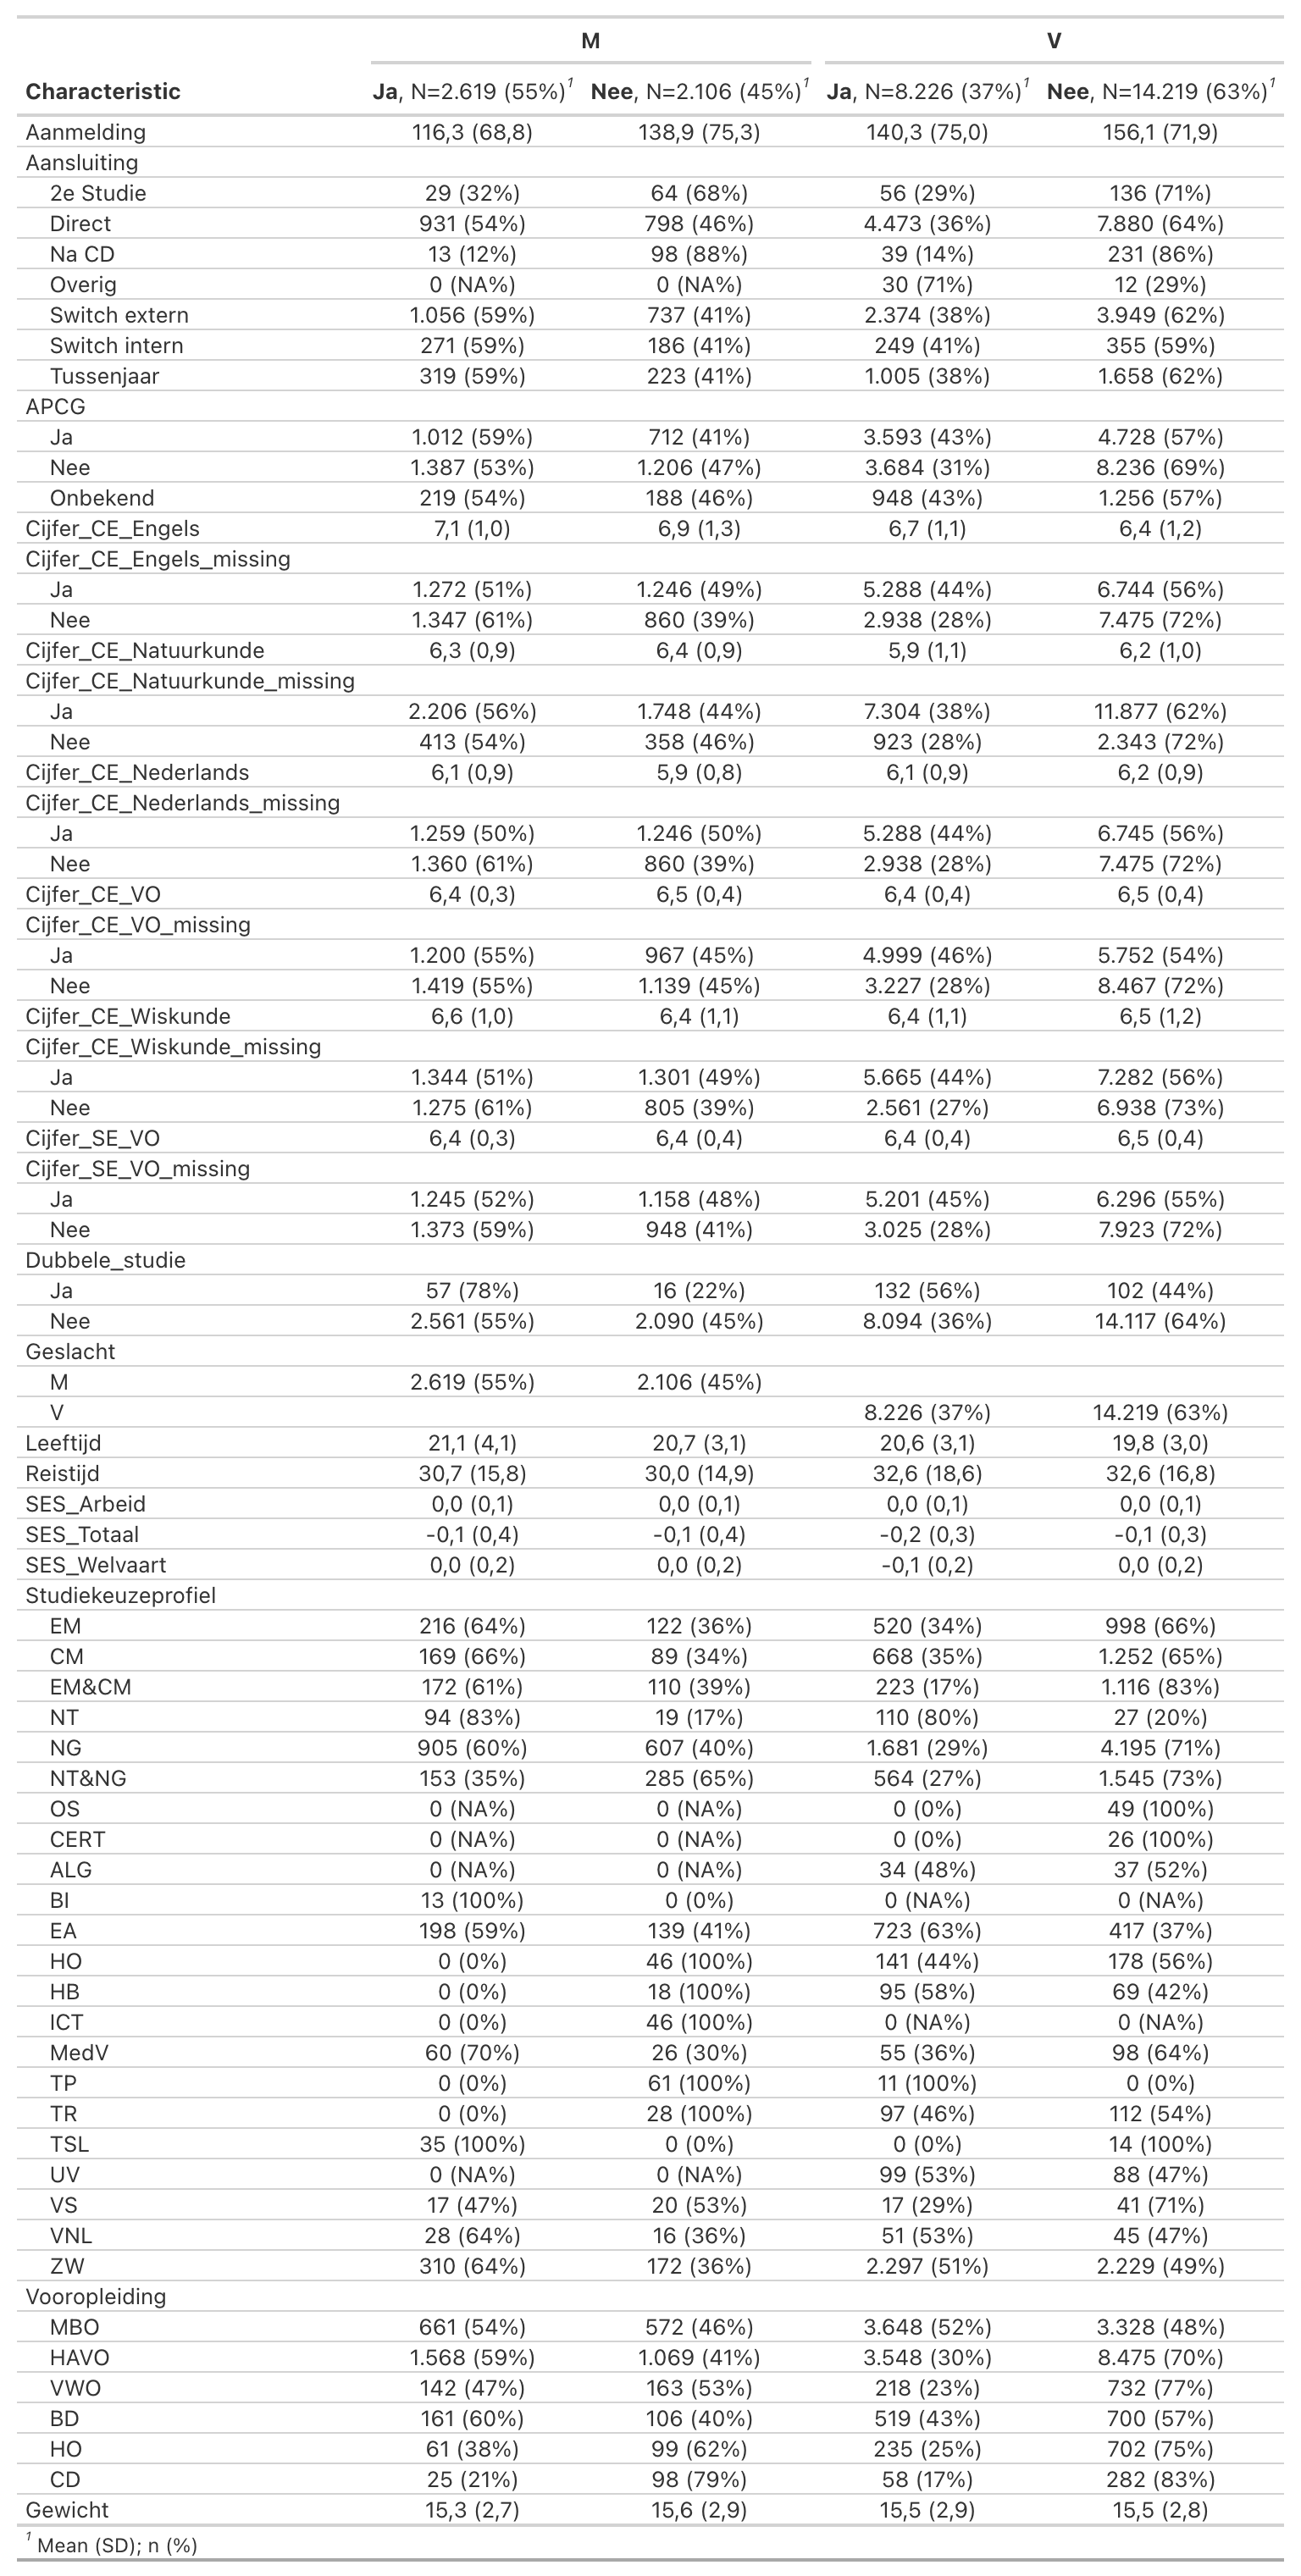 M V
Characteristic Ja, N=2.619 (55%)1 Nee, N=2.106 (45%)1 Ja, N=8.226 (37%)1 Nee, N=14.219 (63%)1
Aanmelding 116,3 (68,8) 138,9 (75,3) 140,3 (75,0) 156,1 (71,9)
Aansluiting
2e Studie 29 (32%) 64 (68%) 56 (29%) 136 (71%)
Direct 931 (54%) 798 (46%) 4.473 (36%) 7.880 (64%)
Na CD 13 (12%) 98 (88%) 39 (14%) 231 (86%)
Overig 0 (NA%) 0 (NA%) 30 (71%) 12 (29%)
Switch extern 1.056 (59%) 737 (41%) 2.374 (38%) 3.949 (62%)
Switch intern 271 (59%) 186 (41%) 249 (41%) 355 (59%)
Tussenjaar 319 (59%) 223 (41%) 1.005 (38%) 1.658 (62%)
APCG
Ja 1.012 (59%) 712 (41%) 3.593 (43%) 4.728 (57%)
Nee 1.387 (53%) 1.206 (47%) 3.684 (31%) 8.236 (69%)
Onbekend 219 (54%) 188 (46%) 948 (43%) 1.256 (57%)
Cijfer_CE_Engels 7,1 (1,0) 6,9 (1,3) 6,7 (1,1) 6,4 (1,2)
Cijfer_CE_Engels_missing
Ja 1.272 (51%) 1.246 (49%) 5.288 (44%) 6.744 (56%)
Nee 1.347 (61%) 860 (39%) 2.938 (28%) 7.475 (72%)
Cijfer_CE_Natuurkunde 6,3 (0,9) 6,4 (0,9) 5,9 (1,1) 6,2 (1,0)
Cijfer_CE_Natuurkunde_missing
Ja 2.206 (56%) 1.748 (44%) 7.304 (38%) 11.877 (62%)
Nee 413 (54%) 358 (46%) 923 (28%) 2.343 (72%)
Cijfer_CE_Nederlands 6,1 (0,9) 5,9 (0,8) 6,1 (0,9) 6,2 (0,9)
Cijfer_CE_Nederlands_missing
Ja 1.259 (50%) 1.246 (50%) 5.288 (44%) 6.745 (56%)
Nee 1.360 (61%) 860 (39%) 2.938 (28%) 7.475 (72%)
Cijfer_CE_VO 6,4 (0,3) 6,5 (0,4) 6,4 (0,4) 6,5 (0,4)
Cijfer_CE_VO_missing
Ja 1.200 (55%) 967 (45%) 4.999 (46%) 5.752 (54%)
Nee 1.419 (55%) 1.139 (45%) 3.227 (28%) 8.467 (72%)
Cijfer_CE_Wiskunde 6,6 (1,0) 6,4 (1,1) 6,4 (1,1) 6,5 (1,2)
Cijfer_CE_Wiskunde_missing
Ja 1.344 (51%) 1.301 (49%) 5.665 (44%) 7.282 (56%)
Nee 1.275 (61%) 805 (39%) 2.561 (27%) 6.938 (73%)
Cijfer_SE_VO 6,4 (0,3) 6,4 (0,4) 6,4 (0,4) 6,5 (0,4)
Cijfer_SE_VO_missing
Ja 1.245 (52%) 1.158 (48%) 5.201 (45%) 6.296 (55%)
Nee 1.373 (59%) 948 (41%) 3.025 (28%) 7.923 (72%)
Dubbele_studie
Ja 57 (78%) 16 (22%) 132 (56%) 102 (44%)
Nee 2.561 (55%) 2.090 (45%) 8.094 (36%) 14.117 (64%)
Geslacht
M 2.619 (55%) 2.106 (45%)
V 8.226 (37%) 14.219 (63%)
Leeftijd 21,1 (4,1) 20,7 (3,1) 20,6 (3,1) 19,8 (3,0)
Reistijd 30,7 (15,8) 30,0 (14,9) 32,6 (18,6) 32,6 (16,8)
SES_Arbeid 0,0 (0,1) 0,0 (0,1) 0,0 (0,1) 0,0 (0,1)
SES_Totaal -0,1 (0,4) -0,1 (0,4) -0,2 (0,3) -0,1 (0,3)
SES_Welvaart 0,0 (0,2) 0,0 (0,2) -0,1 (0,2) 0,0 (0,2)
Studiekeuzeprofiel
EM 216 (64%) 122 (36%) 520 (34%) 998 (66%)
CM 169 (66%) 89 (34%) 668 (35%) 1.252 (65%)
EM&CM 172 (61%) 110 (39%) 223 (17%) 1.116 (83%)
NT 94 (83%) 19 (17%) 110 (80%) 27 (20%)
NG 905 (60%) 607 (40%) 1.681 (29%) 4.195 (71%)
NT&NG 153 (35%) 285 (65%) 564 (27%) 1.545 (73%)
OS 0 (NA%) 0 (NA%) 0 (0%) 49 (100%)
CERT 0 (NA%) 0 (NA%) 0 (0%) 26 (100%)
ALG 0 (NA%) 0 (NA%) 34 (48%) 37 (52%)
BI 13 (100%) 0 (0%) 0 (NA%) 0 (NA%)
EA 198 (59%) 139 (41%) 723 (63%) 417 (37%)
HO 0 (0%) 46 (100%) 141 (44%) 178 (56%)
HB 0 (0%) 18 (100%) 95 (58%) 69 (42%)
ICT 0 (0%) 46 (100%) 0 (NA%) 0 (NA%)
MedV 60 (70%) 26 (30%) 55 (36%) 98 (64%)
TP 0 (0%) 61 (100%) 11 (100%) 0 (0%)
TR 0 (0%) 28 (100%) 97 (46%) 112 (54%)
TSL 35 (100%) 0 (0%) 0 (0%) 14 (100%)
UV 0 (NA%) 0 (NA%) 99 (53%) 88 (47%)
VS 17 (47%) 20 (53%) 17 (29%) 41 (71%)
VNL 28 (64%) 16 (36%) 51 (53%) 45 (47%)
ZW 310 (64%) 172 (36%) 2.297 (51%) 2.229 (49%)
Vooropleiding
MBO 661 (54%) 572 (46%) 3.648 (52%) 3.328 (48%)
HAVO 1.568 (59%) 1.069 (41%) 3.548 (30%) 8.475 (70%)
VWO 142 (47%) 163 (53%) 218 (23%) 732 (77%)
BD 161 (60%) 106 (40%) 519 (43%) 700 (57%)
HO 61 (38%) 99 (62%) 235 (25%) 702 (75%)
CD 25 (21%) 98 (79%) 58 (17%) 282 (83%)
Gewicht 15,3 (2,7) 15,6 (2,9) 15,5 (2,9) 15,5 (2,8)
1 Mean (SD); n (%)